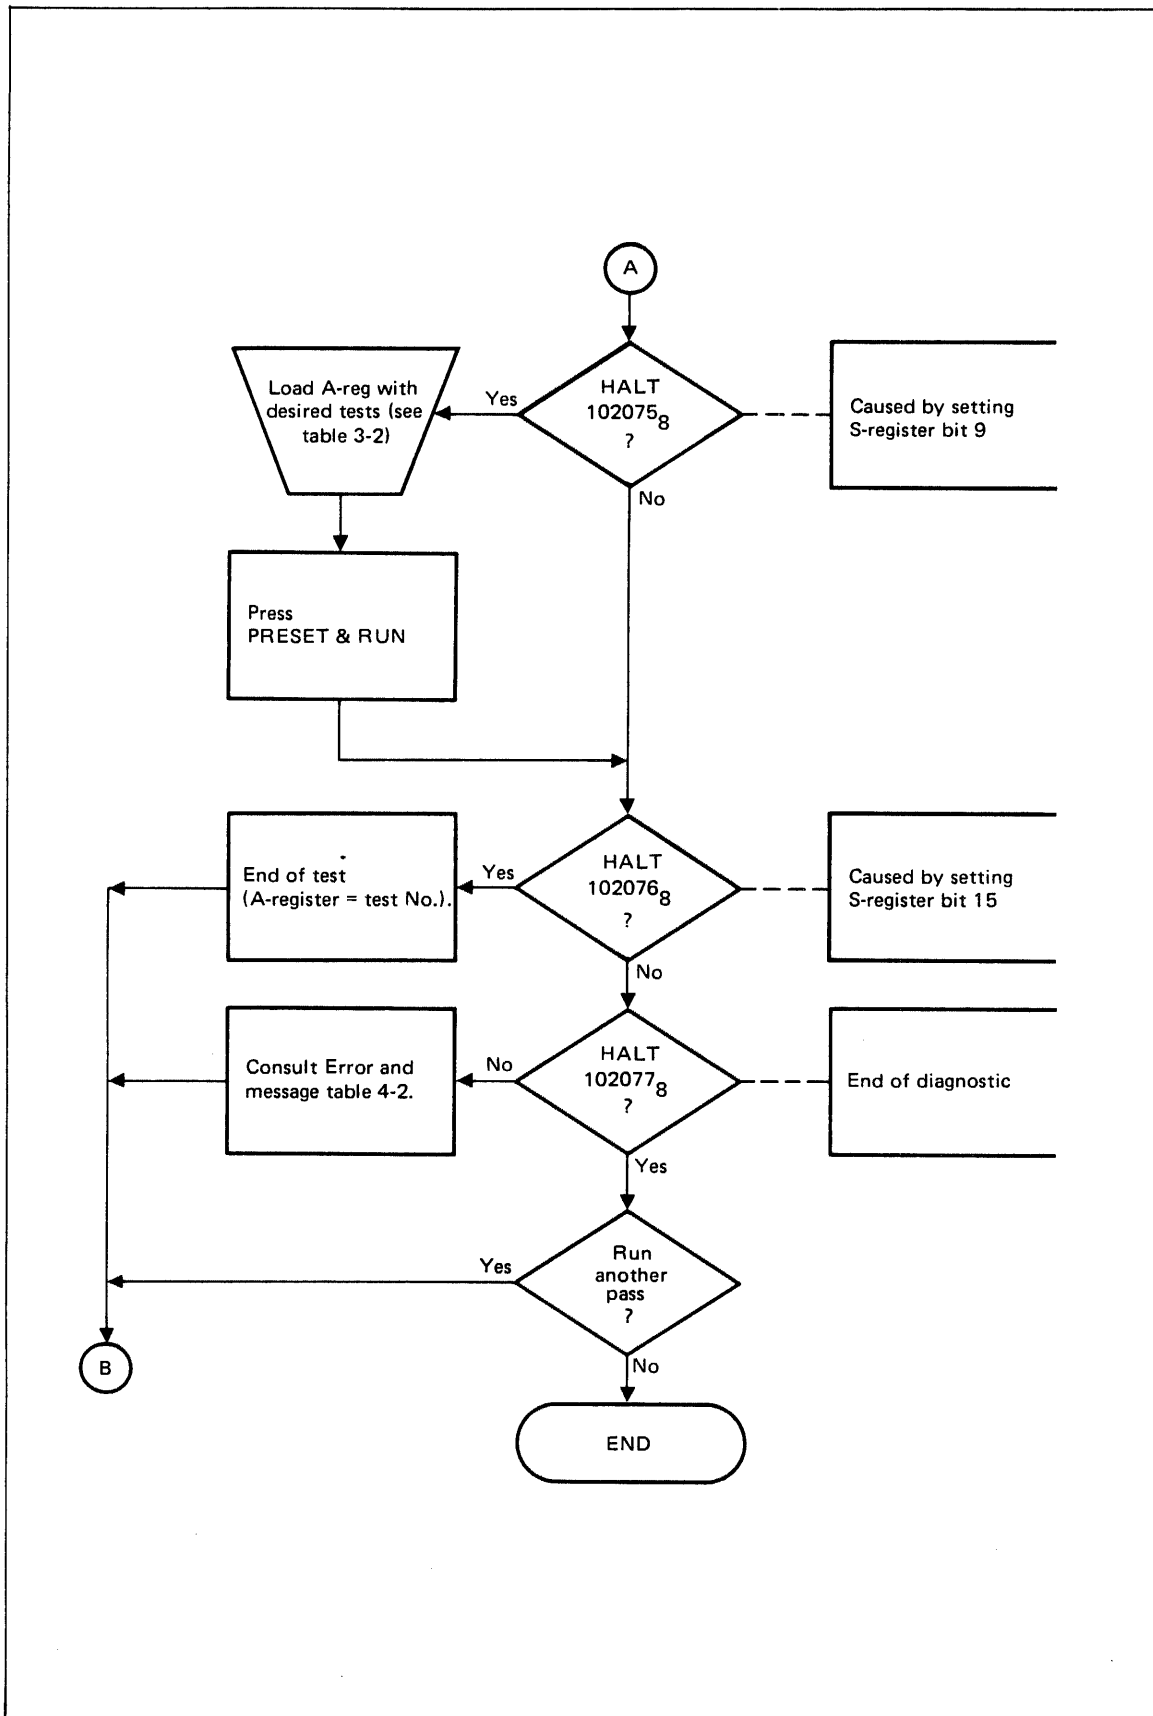 A
Load A-reg with
desired tests (see
table 3-2)
Yes
HALT
102075₈
?
Caused by setting
S-register bit 9
No
Press
PRESET & RUN
End of test
(A-register = test No.).
Yes
HALT
102076₈
?
Caused by setting
S-register bit 15
No
Consult Error and
message table 4-2.
No
HALT
102077₈
?
End of diagnostic
Yes
Yes
Run
another
pass
?
B
No
END